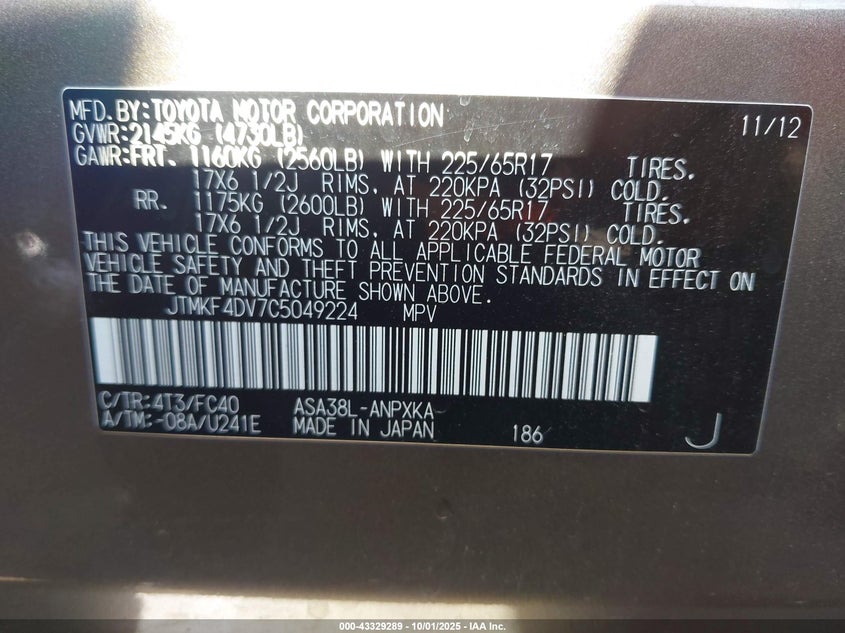 MFD. BY: TOYOTA MOTOR CORPORATION 11/12
GVWR: 2145KG (4730LB)
GAWR: FRT. 1160KG (2560LB) WITH 225/65R17 TIRES.
17X6 1/2J RIMS, AT 220KPA (32PSI) COLD.
RR. 1175KG (2600LB) WITH 225/65R17 TIRES.
17X6 1/2J RIMS, AT 220KPA (32PSI) COLD.
THIS VEHICLE CONFORMS TO ALL APPLICABLE FEDERAL MOTOR
VEHICLE SAFETY AND THEFT PREVENTION STANDARDS IN EFFECT ON
THE DATE OF MANUFACTURE SHOWN ABOVE.
JTMKF4DV7C5049224 MPV
C/TR: 4T3/FC40 ASA38L-ANPXKA
A/TM: -08A/U241E MADE IN JAPAN 186 J
000-43329289 - 10/01/2025 - IAA Inc.